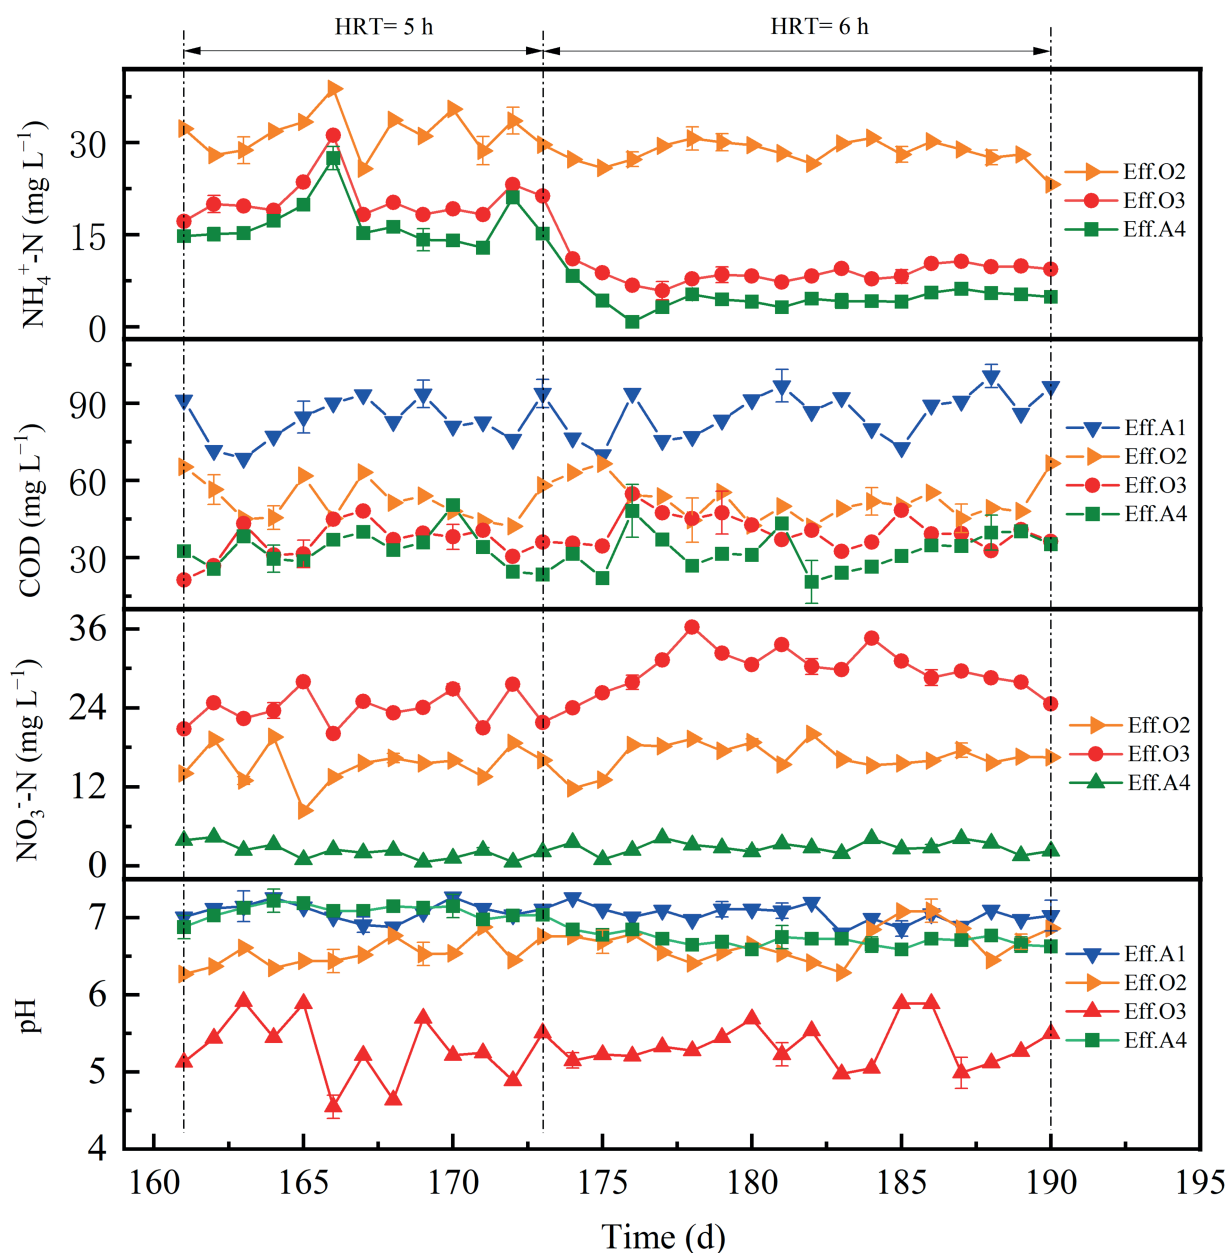 HRT= 5 h
HRT= 6 h
NH₄⁺-N (mg L⁻¹)
30
15
0
Eff.O2
Eff.O3
Eff.A4
COD (mg L⁻¹)
90
60
30
Eff.A1
Eff.O2
Eff.O3
Eff.A4
NO₃⁻-N (mg L⁻¹)
36
24
12
0
Eff.O2
Eff.O3
Eff.A4
pH
7
6
5
4
Eff.A1
Eff.O2
Eff.O3
Eff.A4
160 165 170 175 180 185 190 195
Time (d)